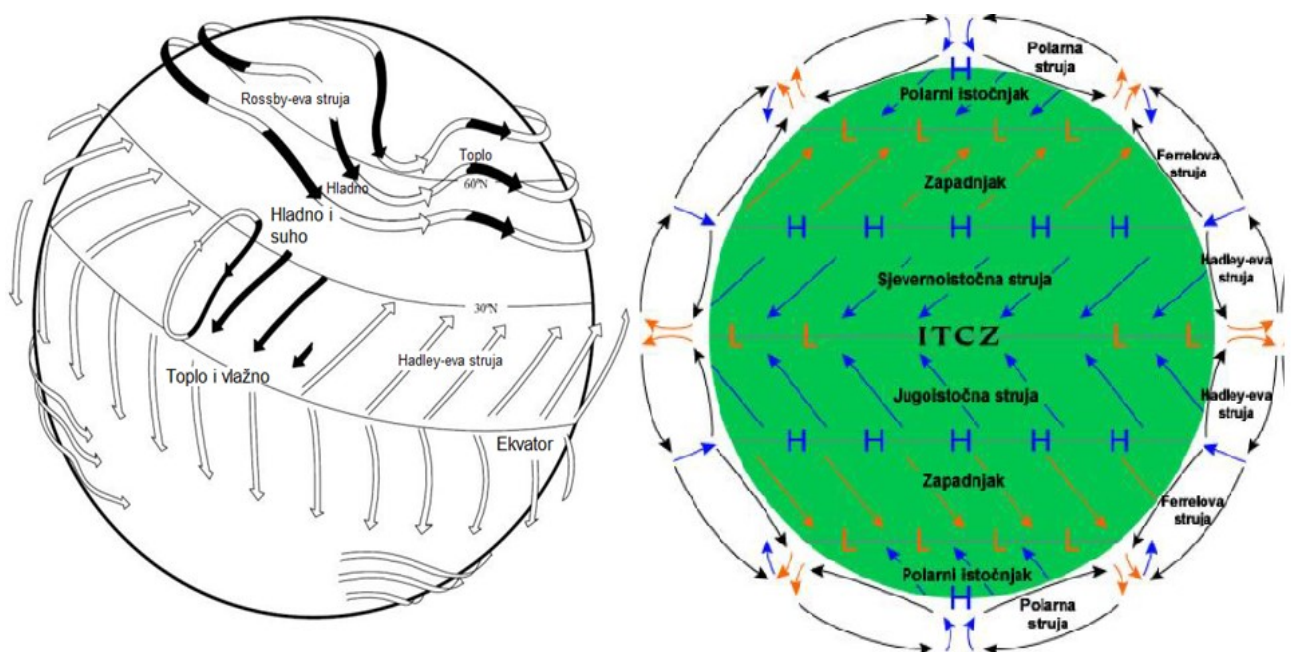 Rossby-eva struja
Toplo
Hladno
60°N
Hladno i
suho
30°N
Hadley-eva struja
Toplo i vlažno
Ekvator
Polarna
struja
H
Polarni istočnjak
L L L L
Ferrelova
struja
Zapadnjak
H H H H H
Hadley-eva
struja
Sjevernoistočna struja
L L ITCZ L L
Jugoistočna struja
Hadley-eva
struja
H H H H H
Zapadnjak
Ferrelova
struja
L L L L
Polarni istočnjak
H
Polarna
struja